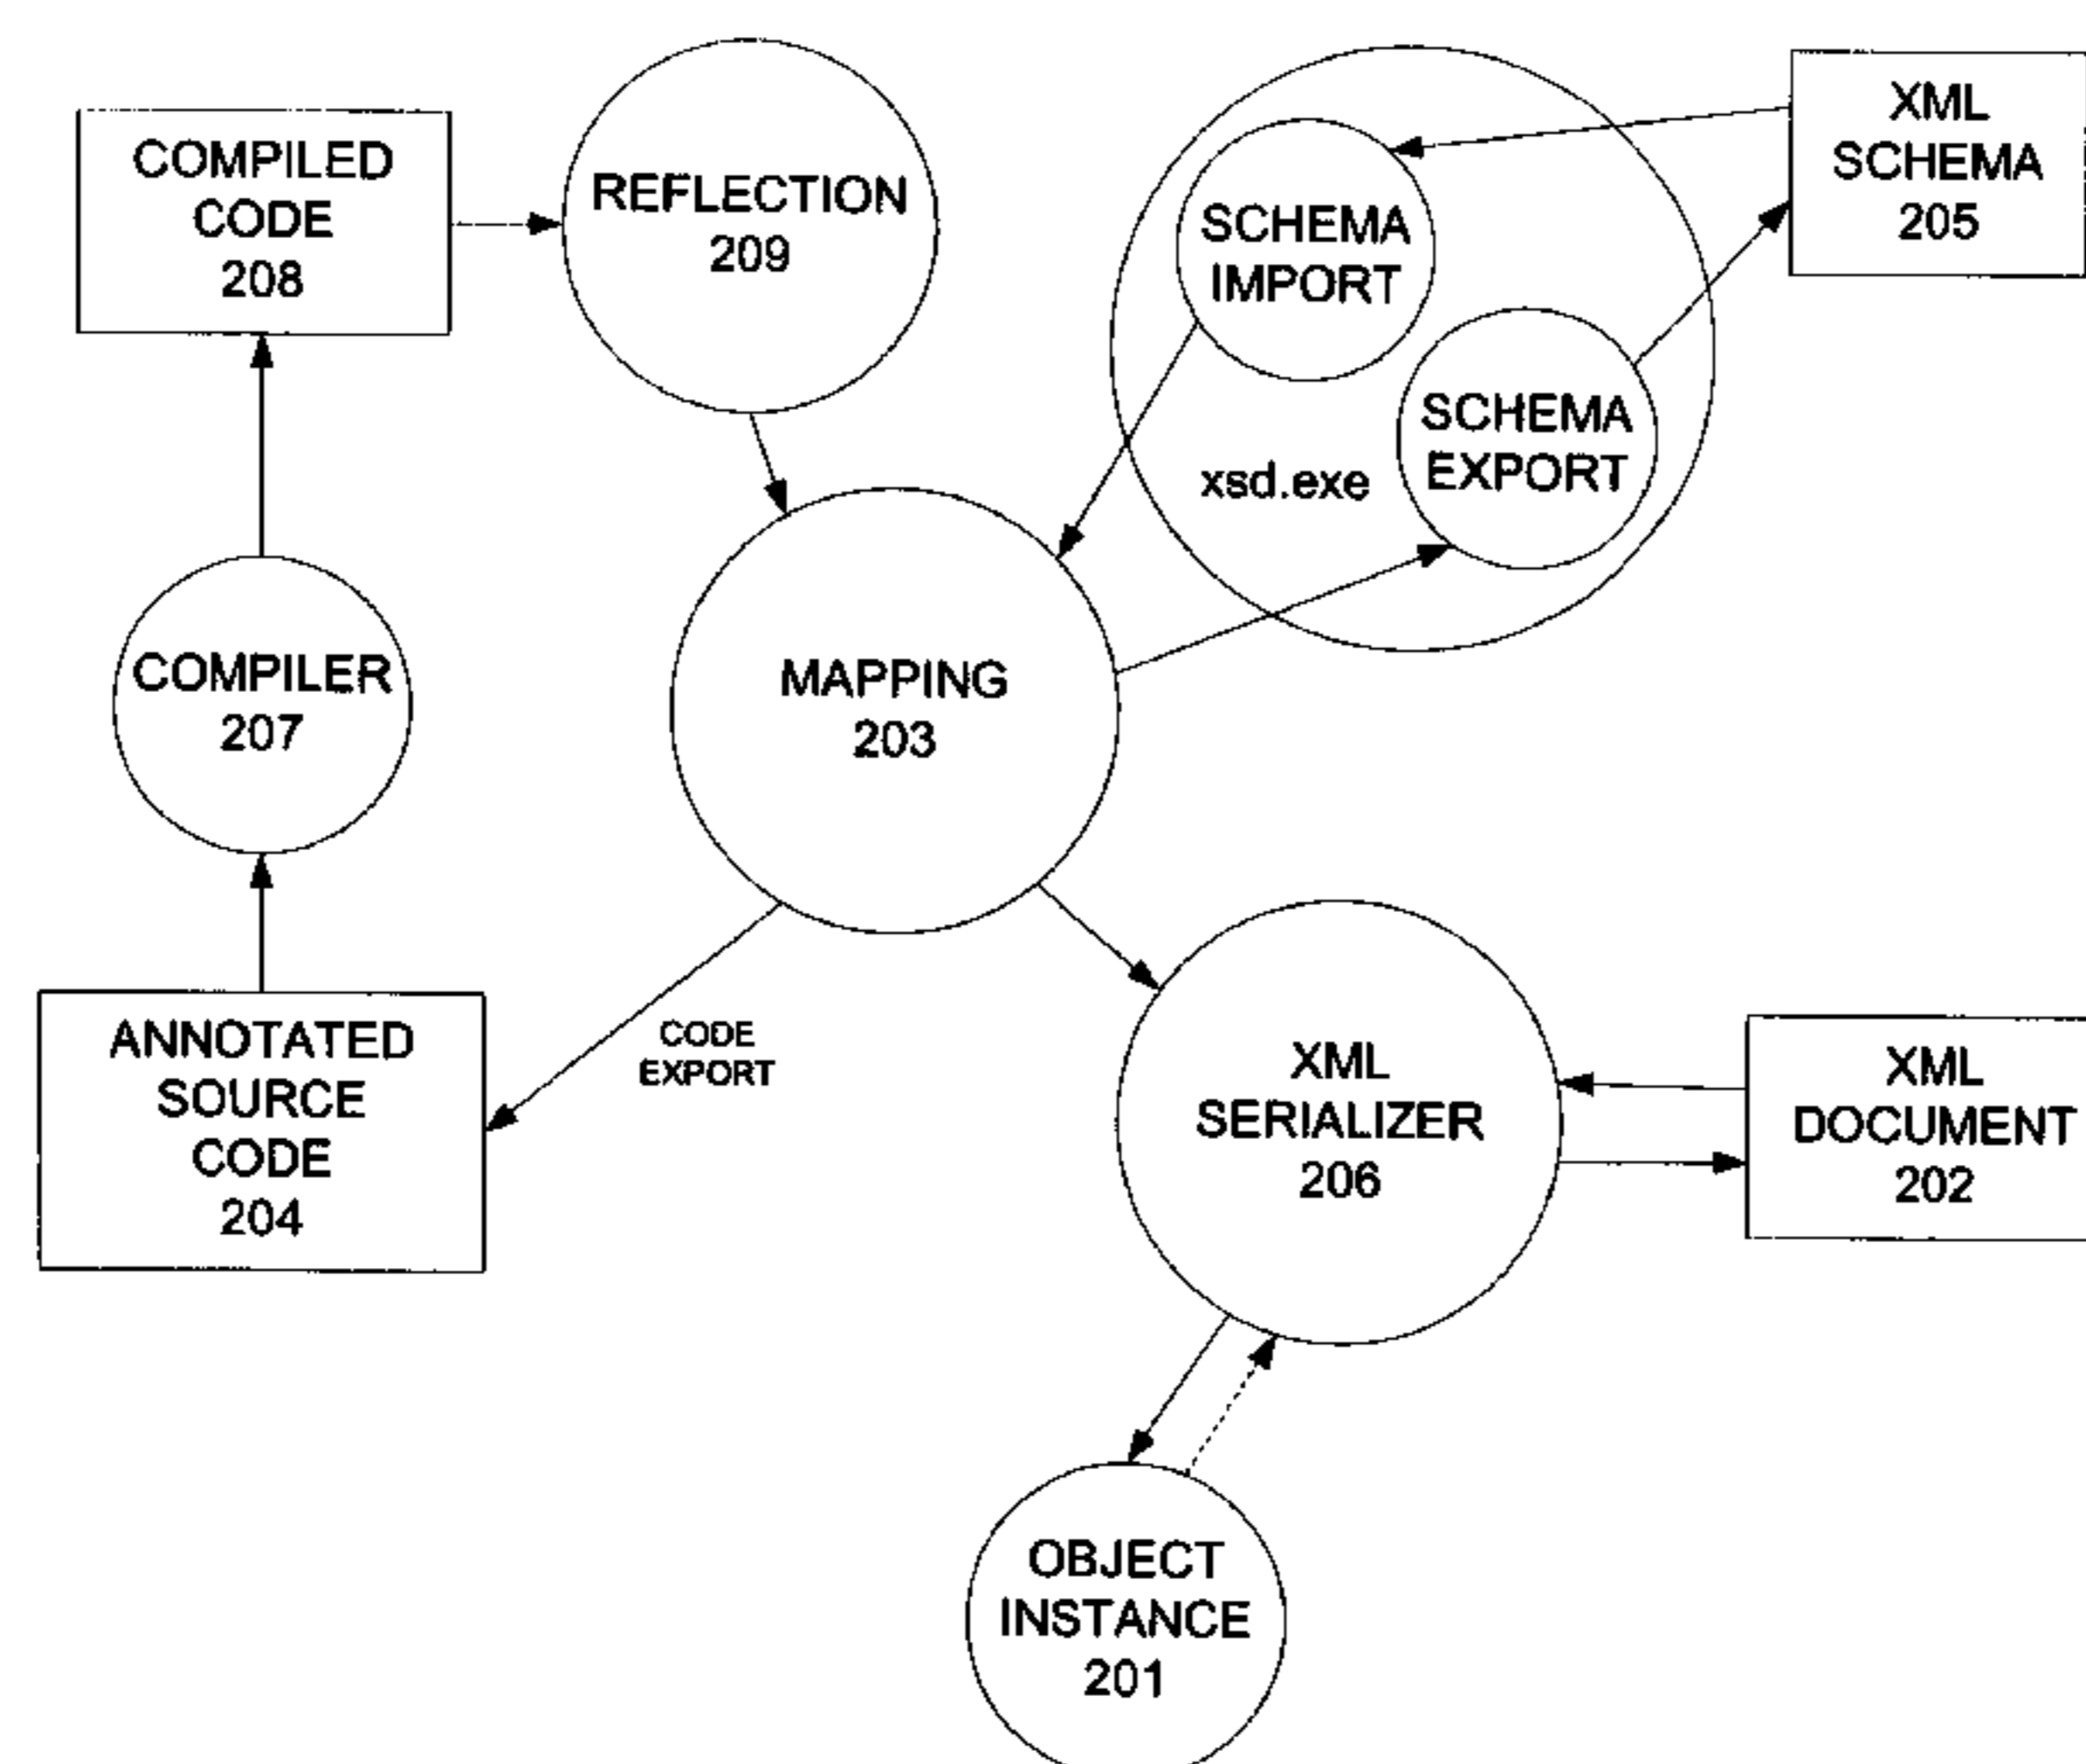 COMPILED
CODE
208
REFLECTION
209
SCHEMA
IMPORT
XML
SCHEMA
205
SCHEMA
EXPORT
xsd.exe
COMPILER
207
MAPPING
203
ANNOTATED
SOURCE
CODE
204
CODE
EXPORT
XML
SERIALIZER
206
XML
DOCUMENT
202
OBJECT
INSTANCE
201